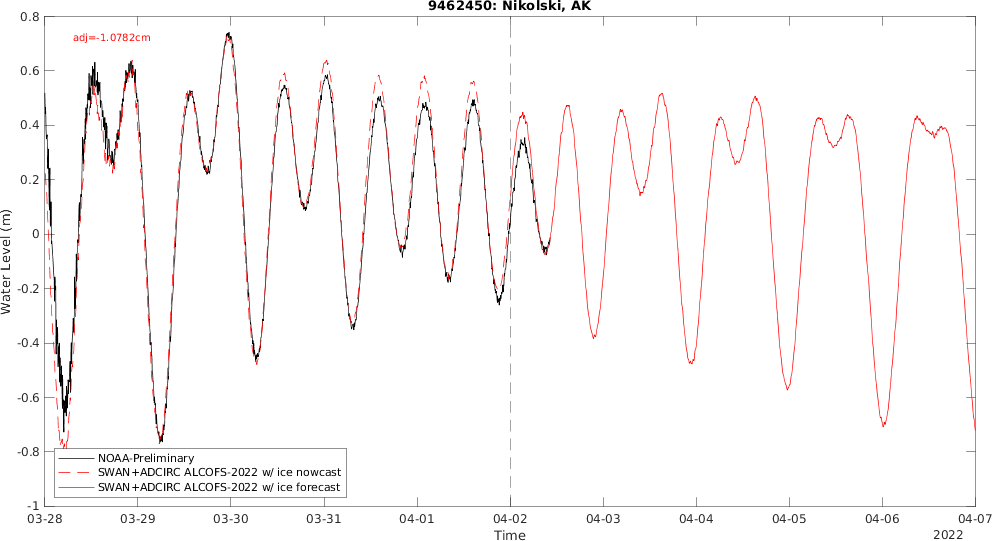 9462450: Nikolski, AK
adj=-1.0782cm
0.8
0.6
0.4
0.2
0
-0.2
-0.4
-0.6
-0.8
-1
Water Level (m)
NOAA-Preliminary
SWAN+ADCIRC ALCOFS-2022 w/ ice nowcast
SWAN+ADCIRC ALCOFS-2022 w/ ice forecast
03-28 03-29 03-30 03-31 04-01 04-02 04-03 04-04 04-05 04-06 04-07
Time
2022